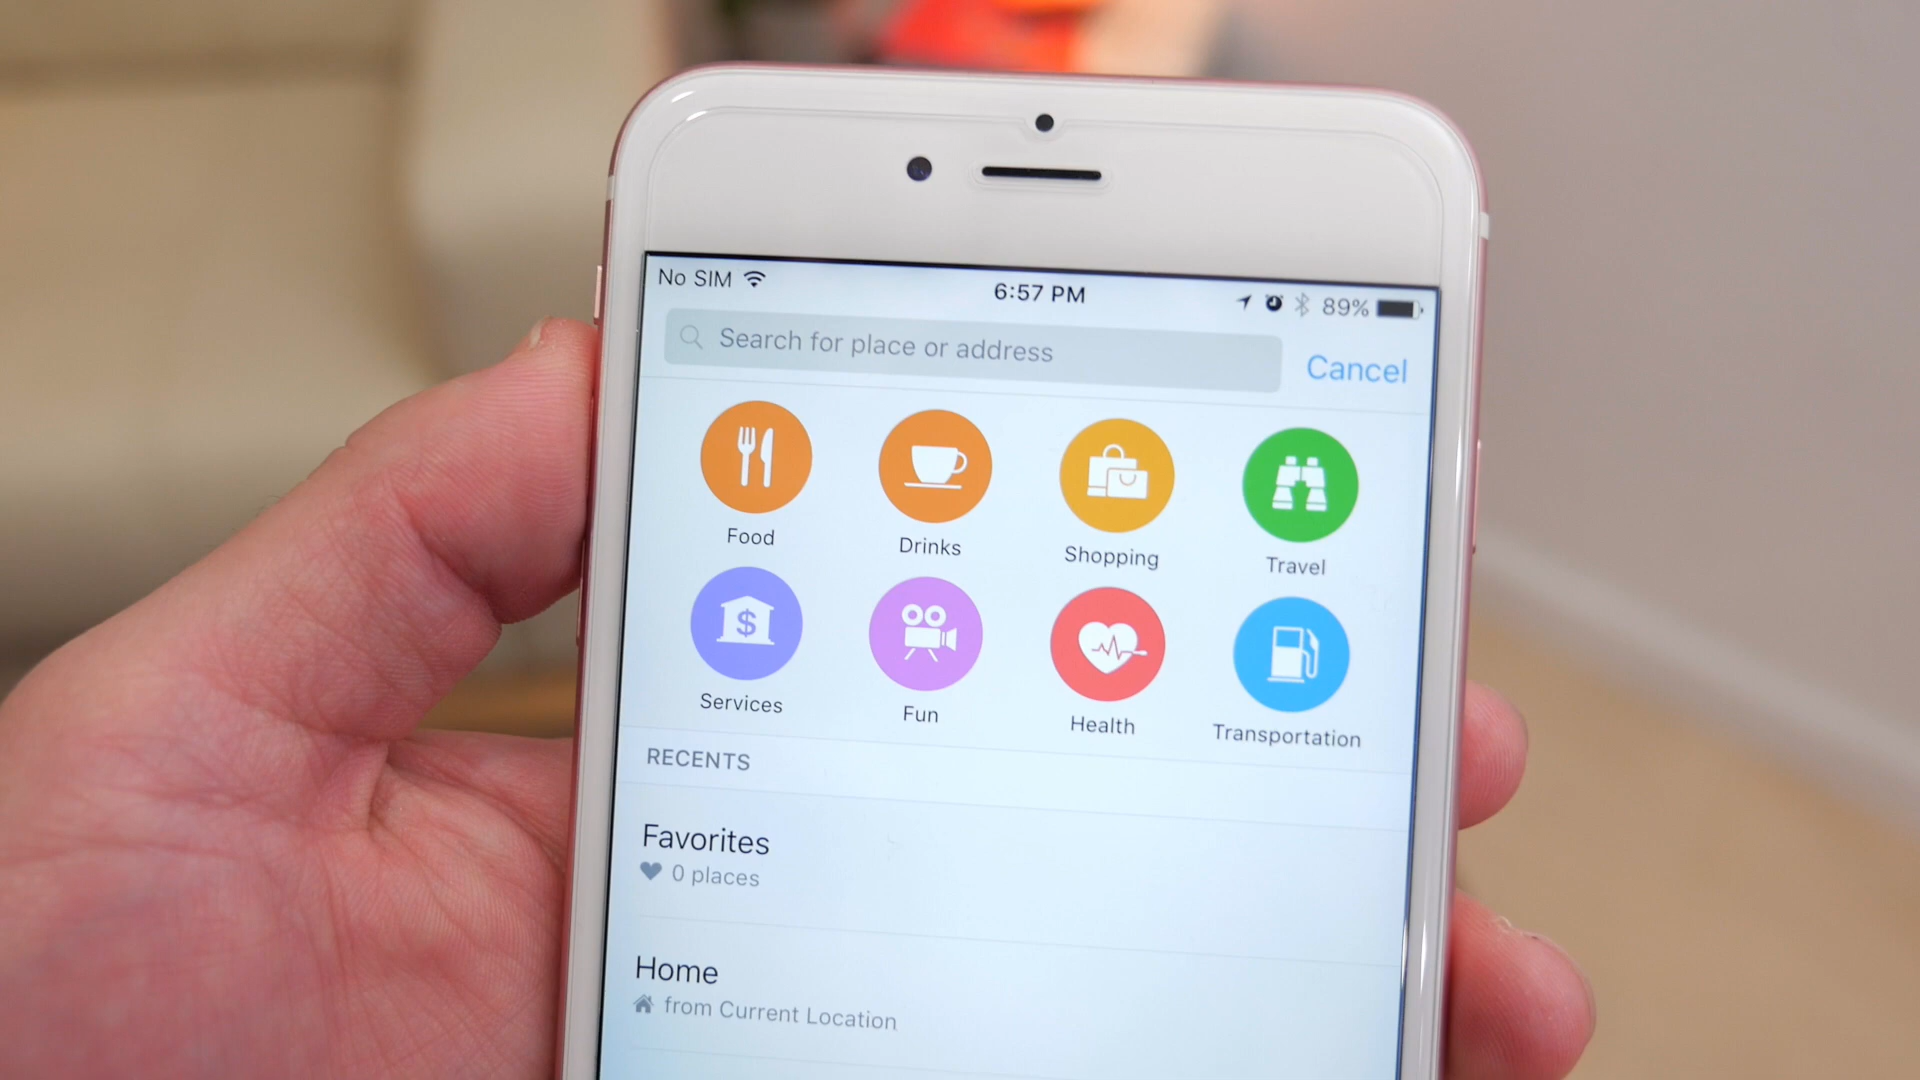 No SIM 6:57 PM 89%
Search for place or address Cancel
Food Drinks Shopping Travel
$
Services Fun Health Transportation
RECENTS
Favorites
0 places
Home
from Current Location